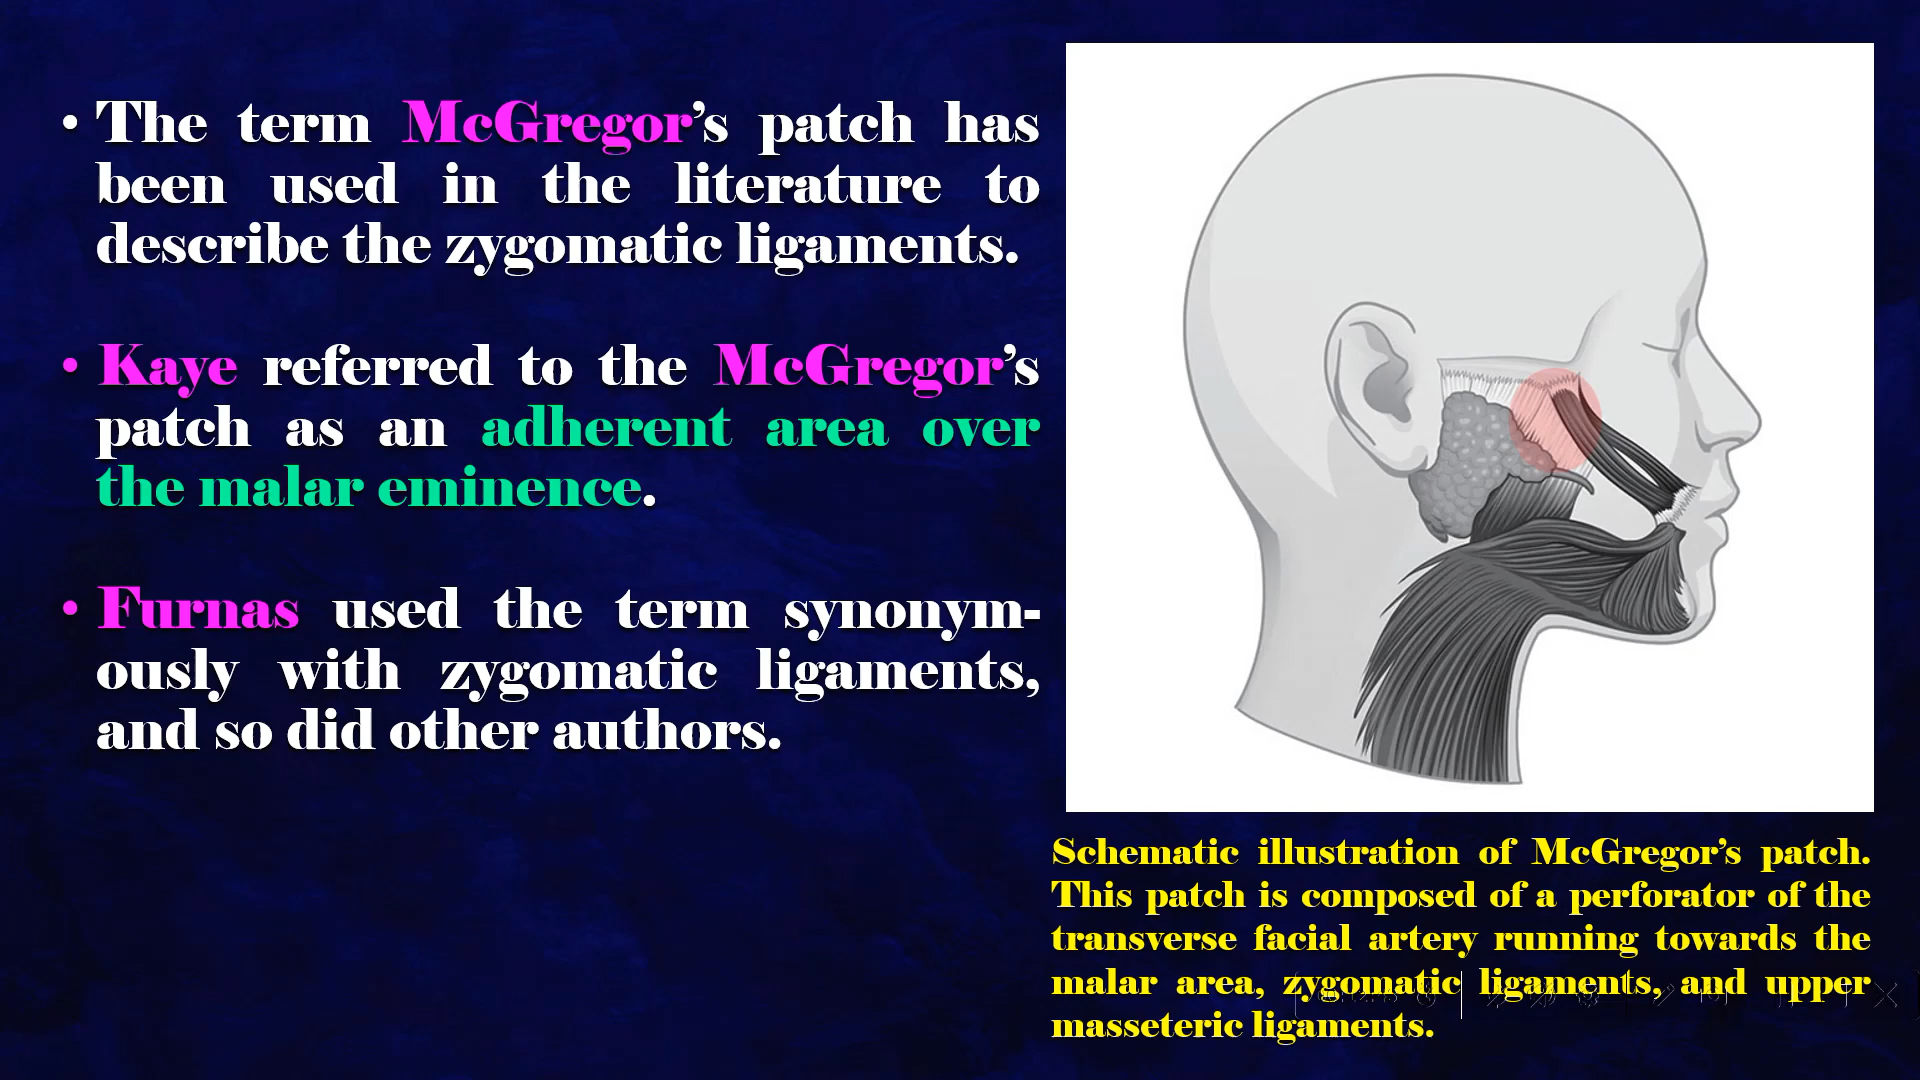 • The term McGregor’s patch has
been used in the literature to
describe the zygomatic ligaments.
• Kaye referred to the McGregor’s
patch as an adherent area over
the malar eminence.
• Furnas used the term synonym-
ously with zygomatic ligaments,
and so did other authors.
Schematic illustration of McGregor’s patch.
This patch is composed of a perforator of the
transverse facial artery running towards the
malar area, zygomatic ligaments, and upper
masseteric ligaments.